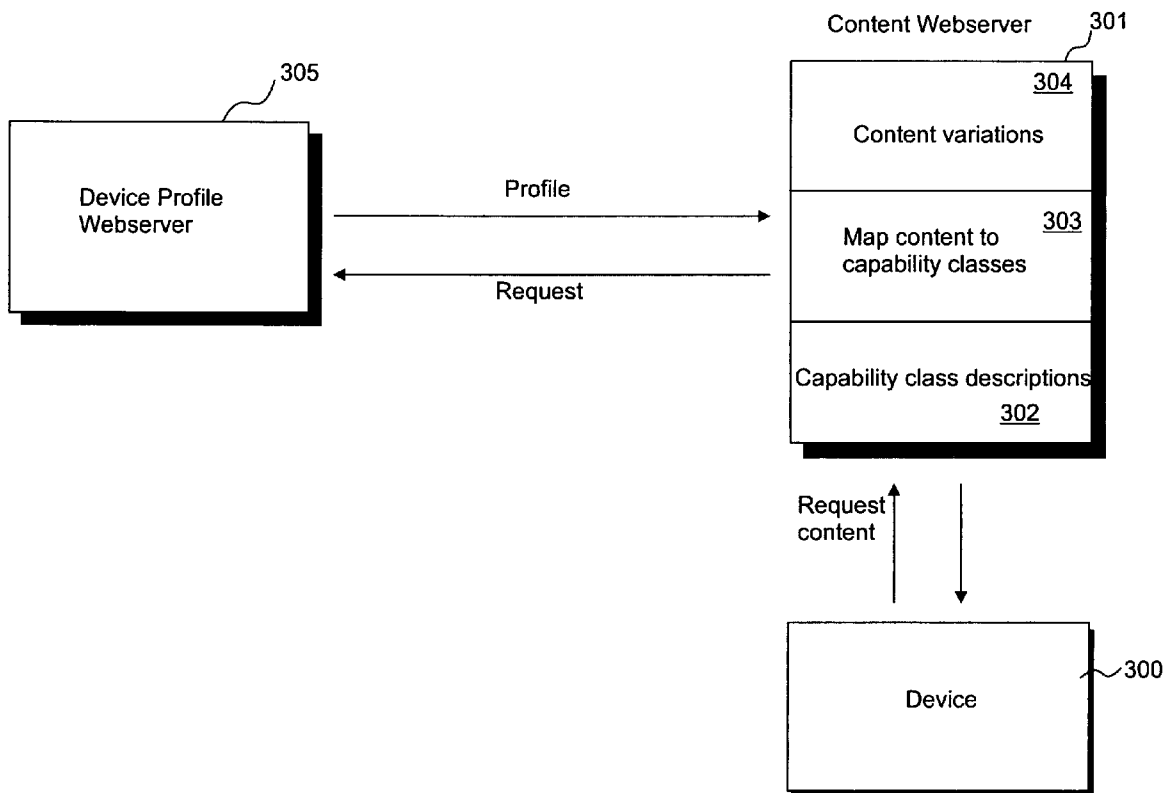 Content Webserver
301
305
304
Content variations
Device Profile
Webserver
Profile
Request
303
Map content to
capability classes
Capability class descriptions
302
Request
content
300
Device